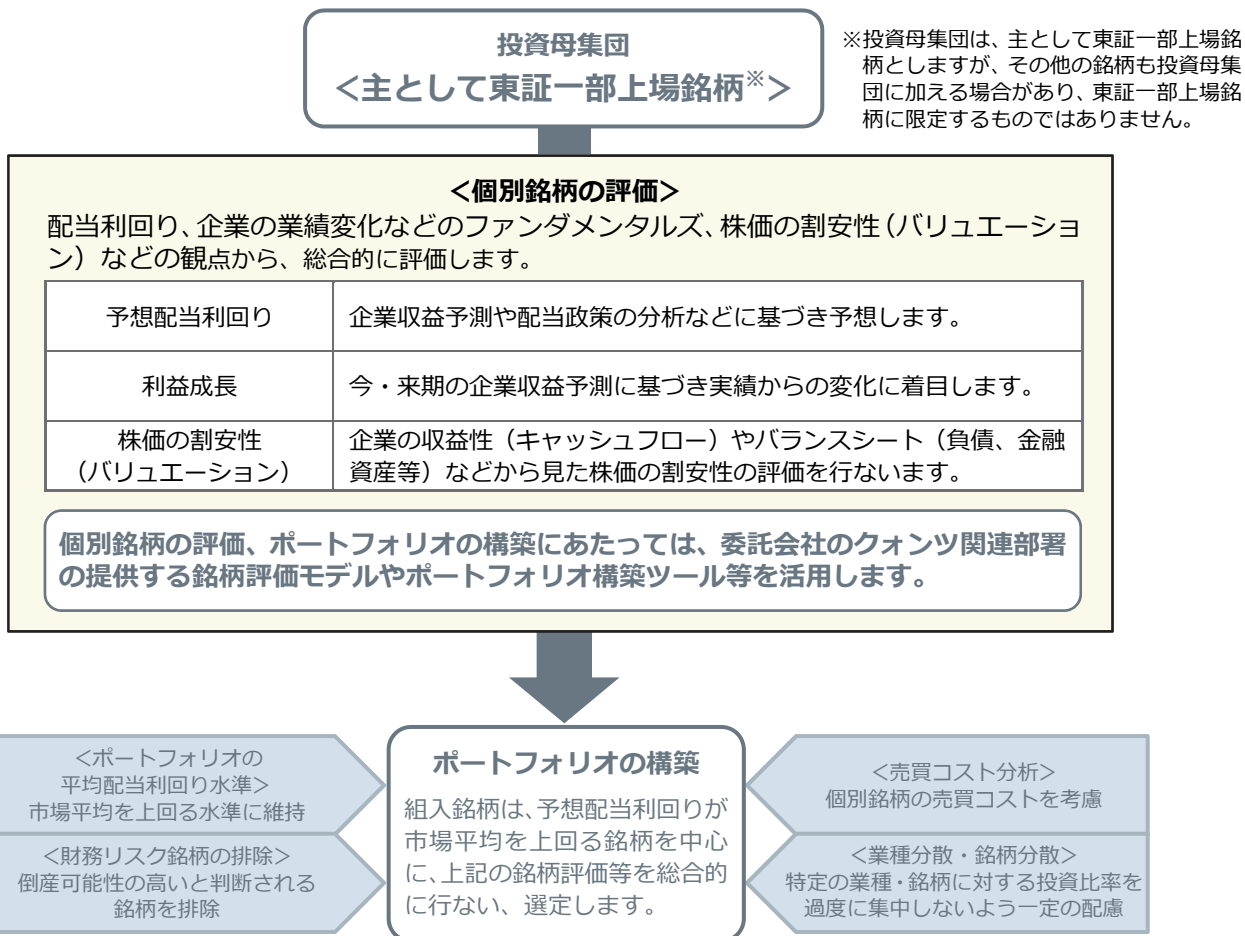 投資母集団
<主として東証一部上場銘柄※>
※投資母集団は、主として東証一部上場銘
柄としますが、その他の銘柄も投資母集
団に加える場合があり、東証一部上場銘
柄に限定するものではありません。
<個別銘柄の評価>
配当利回り、企業の業績変化などのファンダメンタルズ、株価の割安性(バリュエーショ
ン)などの観点から、総合的に評価します。
予想配当利回り
企業収益予測や配当政策の分析などに基づき予想します。
利益成長
今・来期の企業収益予測に基づき実績からの変化に着目します。
株価の割安性
(バリュエーション)
企業の収益性(キャッシュフロー)やバランスシート(負債、金融
資産等)などから見た株価の割安性の評価を行ないます。
個別銘柄の評価、ポートフォリオの構築にあたっては、委託会社のクォンツ関連部署
の提供する銘柄評価モデルやポートフォリオ構築ツール等を活用します。
<ポートフォリオの
平均配当利回り水準>
市場平均を上回る水準に維持
<財務リスク銘柄の排除>
倒産可能性の高いと判断される
銘柄を排除
ポートフォリオの構築
組入銘柄は、予想配当利回りが
市場平均を上回る銘柄を中心
に、上記の銘柄評価等を総合的
に行ない、選定します。
<売買コスト分析>
個別銘柄の売買コストを考慮
<業種分散・銘柄分散>
特定の業種・銘柄に対する投資比率を
過度に集中しないよう一定の配慮